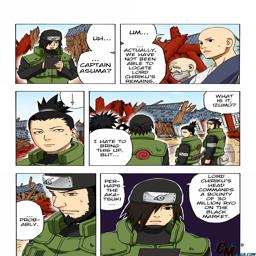 UM...
ACTUALLY,
WE HAVE
NOT BEEN
ABLE TO
LOCATE
LORD
CHIRIKU'S
REMAINS.
UH...
...
CAPTAIN
ASUMA?
WHAT
IS IT,
IZUMO?
I HATE TO
BRING
THIS UP,
BUT...
...!
LORD
CHIRIKU'S
HEAD
COMMANDS
A BOUNTY
OF 30
MILLION
RYO ON
THE BLACK
MARKET.
PER-
HAPS
THE
AKA-
TSUKI
...
PROB-
ABLY.